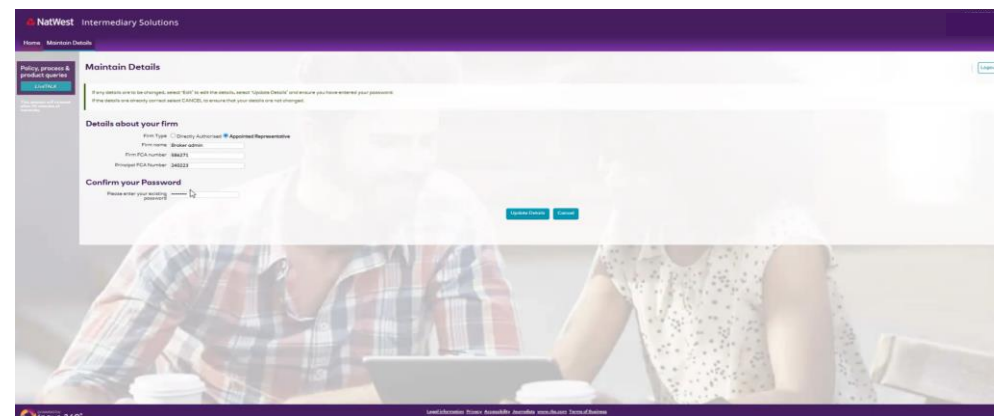 NatWest Intermediary Solutions
Home Maintain Details
Policy, process &
product queries
Maintain Details
Logout
If any details are to be changed, select 'Edit' to edit the details, select 'Update Details' and ensure you have entered your password.
If the details are already correct select CANCEL to ensure that your details are not changed.
Details about your firm
Firm Type Directly Authorised Appointed Representative
Firm name Broker admin
Firm FCA number
Principal FCA Number
Confirm your Password
Please enter your existing
password
Update Details Cancel
Legal Information Privacy Accessibility Journalists www.rbs.com Terms of Business